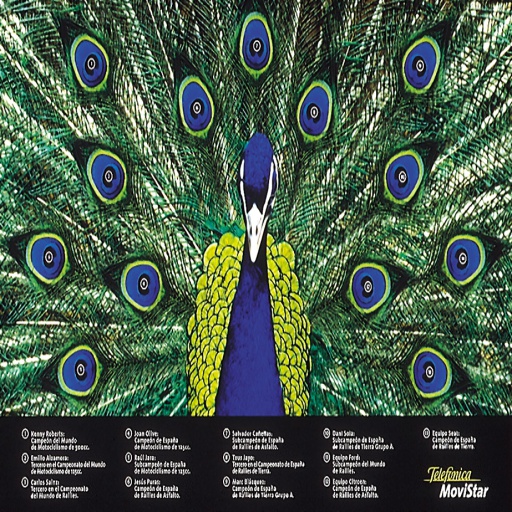 1 Kenny Roberts:
Campeón del Mundo
de Motociclismo de 500cc.
2 Emilio Alzamora:
Tercero en el Campeonato del Mundo
de Motociclismo de 125cc.
3 Carlos Sainz:
Tercero en el Campeonato
del Mundo de Rallies.
4 Joan Olivé:
Campeón de España
de Motociclismo de 125cc.
5 Raúl Jara:
Subcampeón de España
de Motociclismo de 125cc.
6 Jesús Puras:
Campeón de España
de Rallies de Asfalto.
7 Salvador Cañellas:
Subcampeón de España
de Rallies de Asfalto.
8 Txus Jaio:
Tercero en el Campeonato de España
de Rallies de Tierra.
9 Marc Blázquez:
Campeón de España
de Rallies de Tierra Grupo A.
10 Dani Solà:
Subcampeón de España
de Rallies de Tierra Grupo A.
11 Equipo Ford:
Subcampeón del Mundo
de Rallies.
12 Equipo Citroen:
Campeón de España
de Rallies de Asfalto.
13 Equipo Seat:
Campeón de España
de Rallies de Tierra.
Telefónica
MoviStar